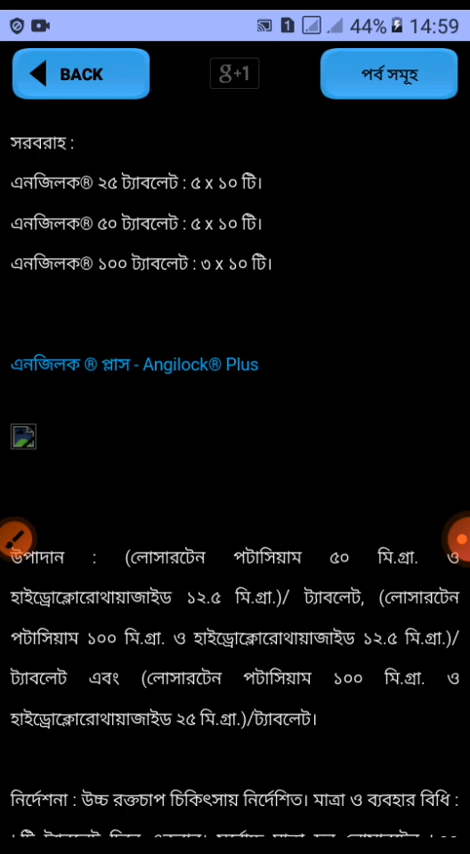 44% 14:59
BACK
g+1
পর্ব সমূহ
সরবরাহ :
এনজিলক® ২৫ ট্যাবলেট : ৫ x ১০ টি।
এনজিলক® ৫০ ট্যাবলেট : ৫ x ১০ টি।
এনজিলক® ১০০ ট্যাবলেট : ৩ x ১০ টি।
এনজিলক ® প্লাস - Angilock® Plus
উপাদান : (লোসারটেন পটাসিয়াম ৫০ মি.গ্রা. ও
হাইড্রোক্লোরোথায়াজাইড ১২.৫ মি.গ্রা.)/ ট্যাবলেট, (লোসারটেন
পটাসিয়াম ১০০ মি.গ্রা. ও হাইড্রোক্লোরোথায়াজাইড ১২.৫ মি.গ্রা.)/
ট্যাবলেট এবং (লোসারটেন পটাসিয়াম ১০০ মি.গ্রা. ও
হাইড্রোক্লোরোথায়াজাইড ২৫ মি.গ্রা.)/ট্যাবলেট।
নির্দেশনা : উচ্চ রক্তচাপ চিকিৎসায় নির্দেশিত। মাত্রা ও ব্যবহার বিধি :